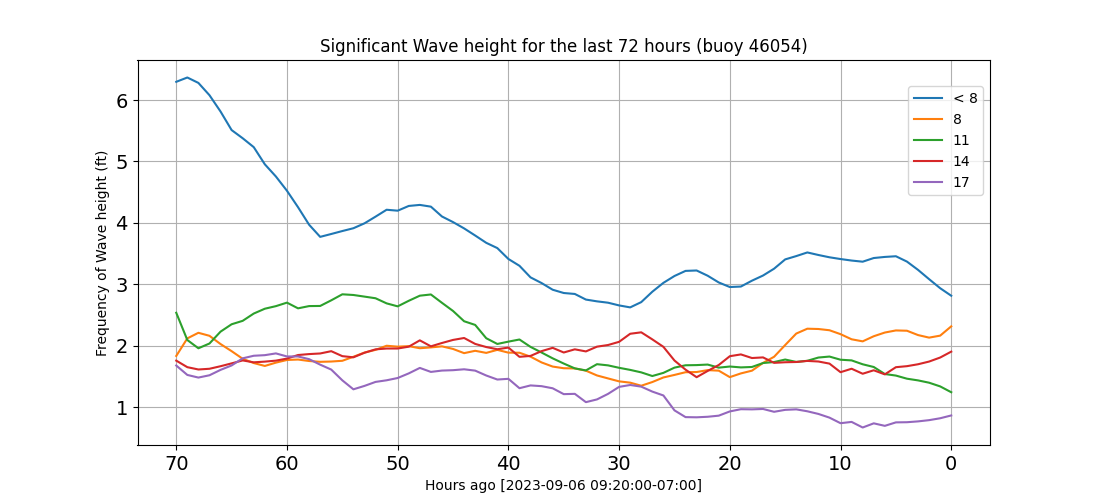 Significant Wave height for the last 72 hours (buoy 46054)
Frequency of Wave height (ft)
6
5
4
3
2
1
< 8
8
11
14
17
70 60 50 40 30 20 10 0
Hours ago [2023-09-06 09:20:00-07:00]